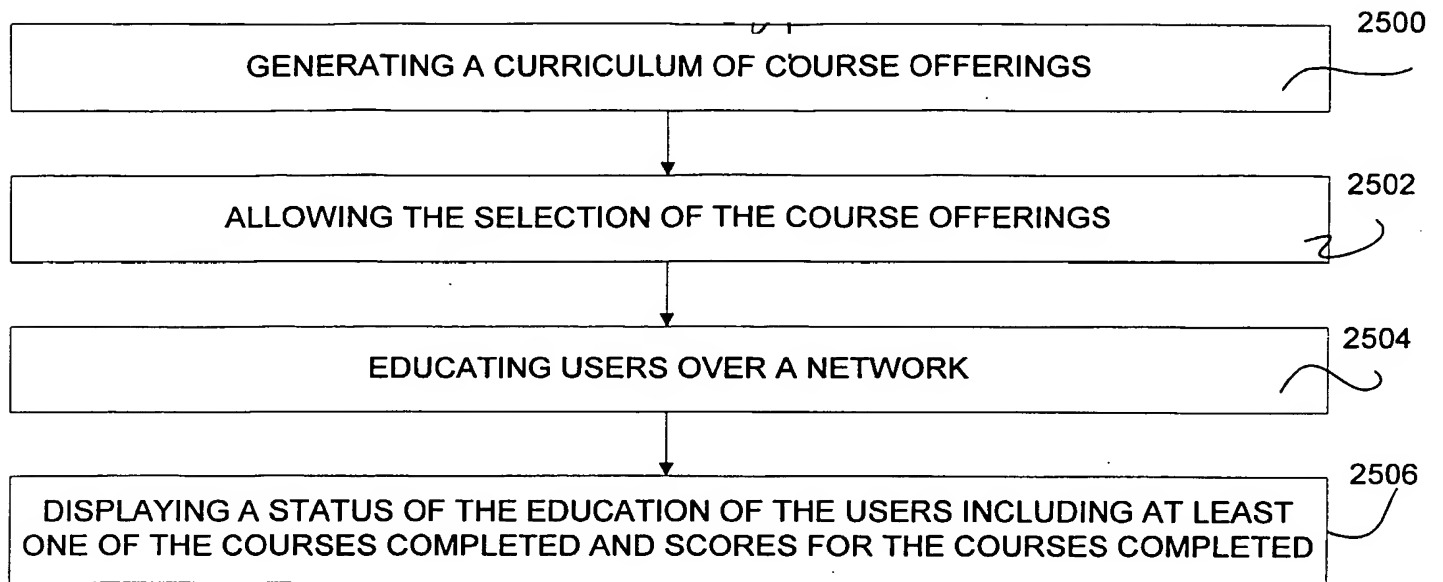 2500
GENERATING A CURRICULUM OF COURSE OFFERINGS
2502
ALLOWING THE SELECTION OF THE COURSE OFFERINGS
2504
EDUCATING USERS OVER A NETWORK
2506
DISPLAYING A STATUS OF THE EDUCATION OF THE USERS INCLUDING AT LEAST
ONE OF THE COURSES COMPLETED AND SCORES FOR THE COURSES COMPLETED